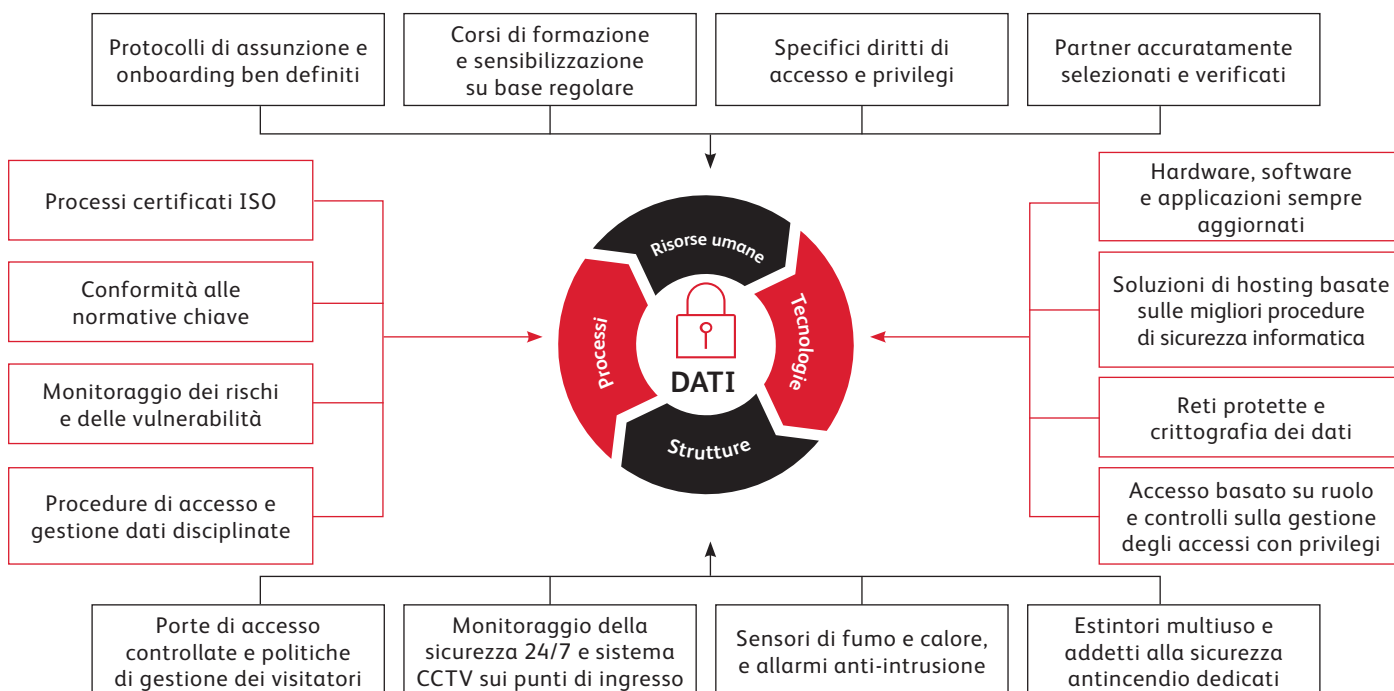 Protocolli di assunzione e
onboarding ben definiti
Corsi di formazione
e sensibilizzazione
su base regolare
Specifici diritti di
accesso e privilegi
Partner accuratamente
selezionati e verificati
Processi certificati ISO
Conformità alle
normative chiave
Monitoraggio dei rischi
e delle vulnerabilità
Procedure di accesso e
gestione dati disciplinate
Risorse umane
Processi
Tecnologie
DATI
Strutture
Hardware, software
e applicazioni sempre
aggiornati
Soluzioni di hosting basate
sulle migliori procedure
di sicurezza informatica
Reti protette e
crittografia dei dati
Accesso basato su ruolo
e controlli sulla gestione
degli accessi con privilegi
Porte di accesso
controllate e politiche
di gestione dei visitatori
Monitoraggio della
sicurezza 24/7 e sistema
CCTV sui punti di ingresso
Sensori di fumo e calore,
e allarmi anti-intrusione
Estintori multiuso e
addetti alla sicurezza
antincendio dedicati